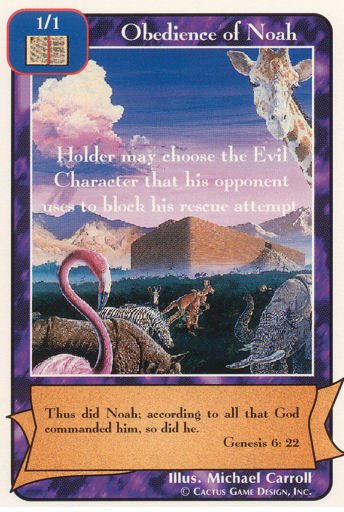 1/1
Obedience of Noah
Holder may choose the Evil
Character that his opponent
uses to block his rescue attempt.
Thus did Noah; according to all that God
commanded him, so did he.
Genesis 6: 22
Illus. Michael Carroll
© Cactus Game Design, Inc.